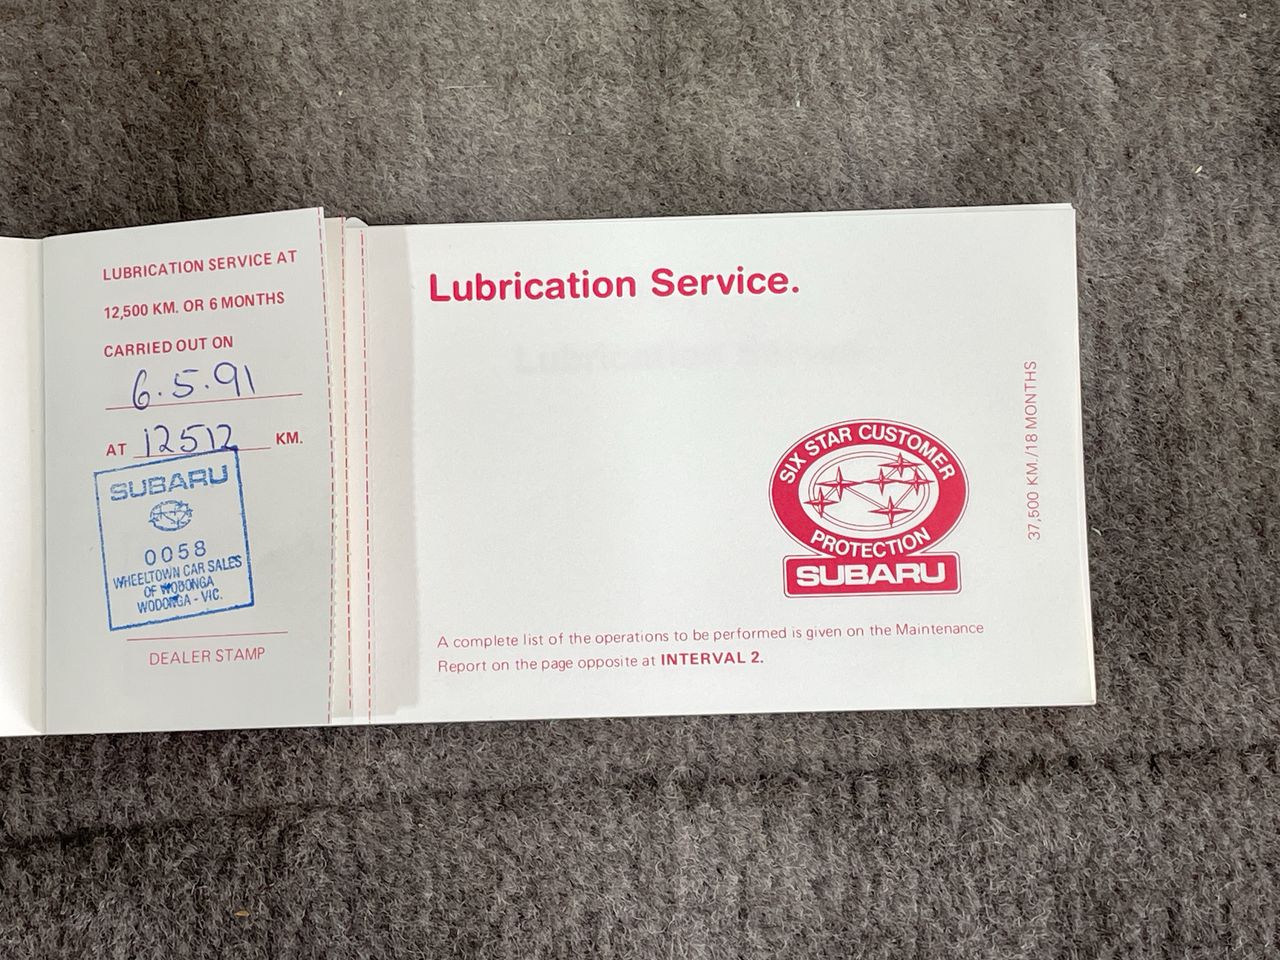 LUBRICATION SERVICE AT
12,500 KM. OR 6 MONTHS
CARRIED OUT ON
6.5.91
AT 12512 KM.
SUBARU
0058
WHEELTOWN CAR SALES
OF WODONGA
WODONGA - VIC.
DEALER STAMP
Lubrication Service.
SIX STAR CUSTOMER
PROTECTION
SUBARU
37,500 KM./18 MONTHS
A complete list of the operations to be performed is given on the Maintenance
Report on the page opposite at INTERVAL 2.